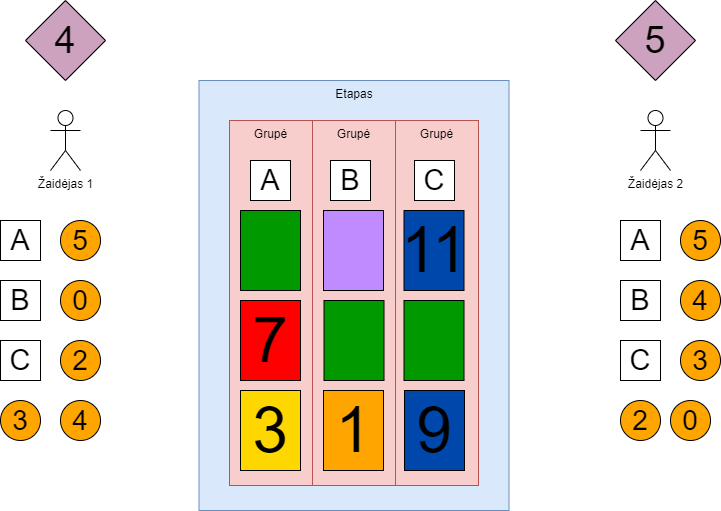 4
5
Etapas
Grupė Grupė Grupė
A B C
11
7
3 1 9
Žaidėjas 1
A 5
B 0
C 2
3 4
Žaidėjas 2
A 5
B 4
C 3
2 0